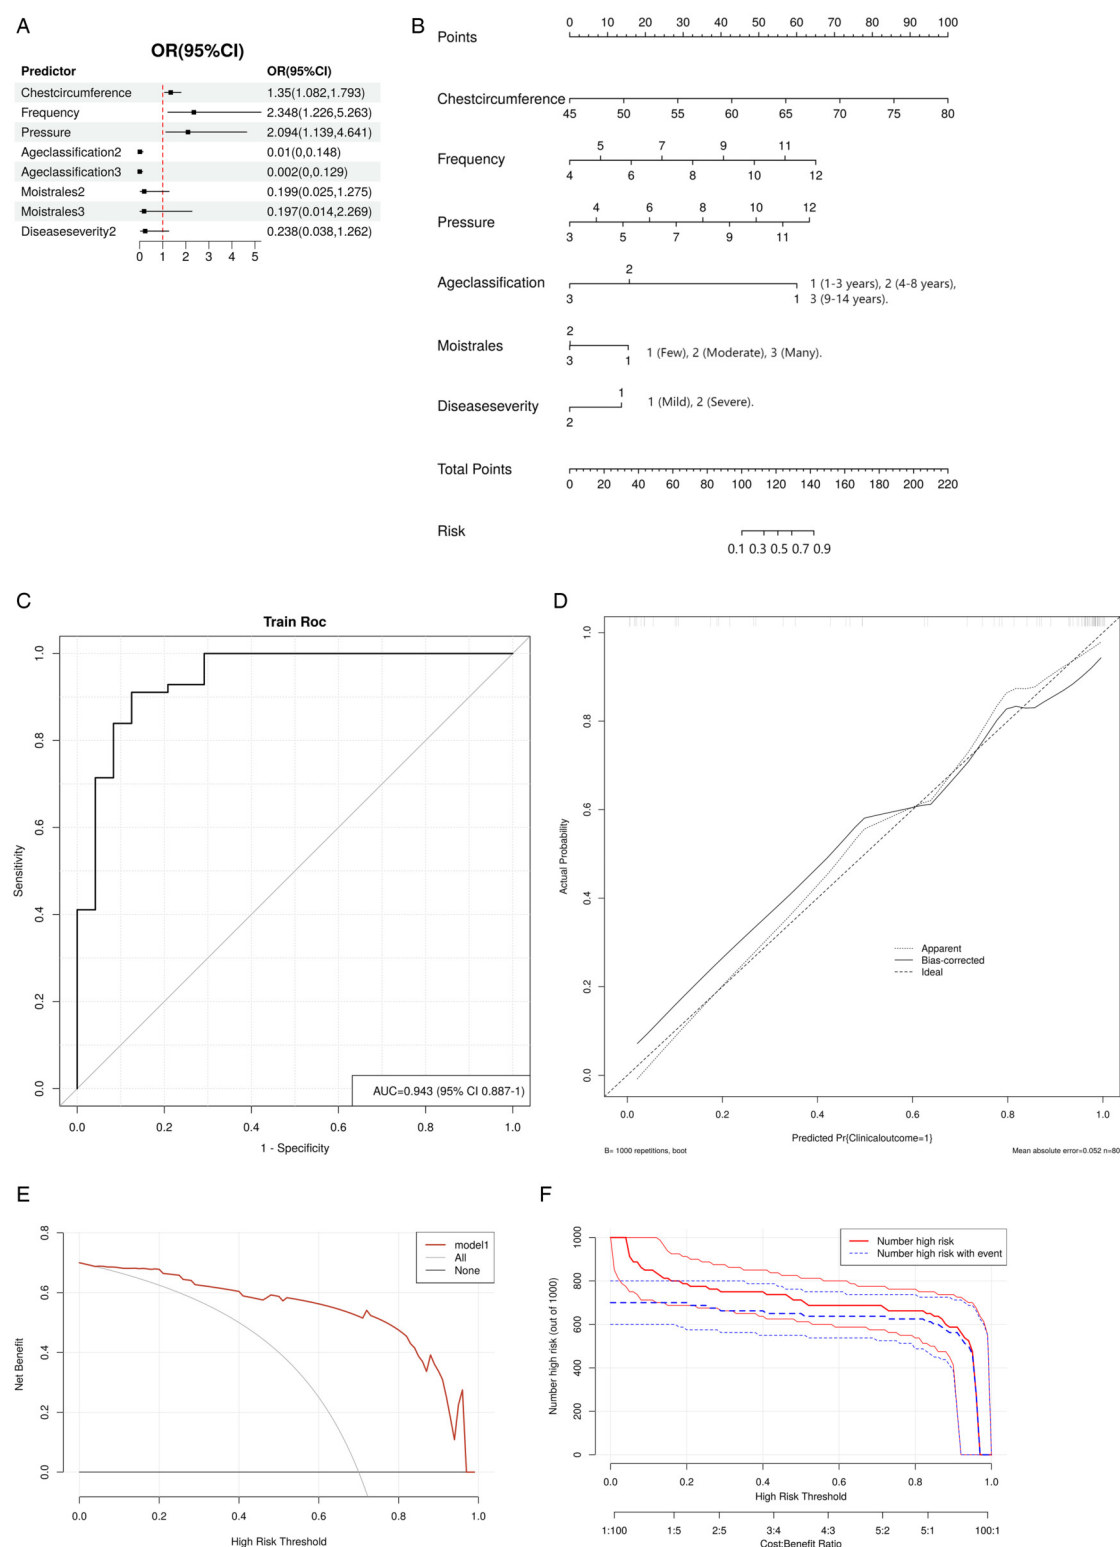 A
OR(95%CI)
Predictor OR(95%CI)
Chestcircumference 1.35(1.082,1.793)
Frequency 2.348(1.226,5.263)
Pressure 2.094(1.139,4.641)
Ageclassification2 0.01(0,0.148)
Ageclassification3 0.002(0,0.129)
Moistrales2 0.199(0.025,1.275)
Moistrales3 0.197(0.014,2.269)
Diseaseseverity2 0.238(0.038,1.262)
0 1 2 3 4 5
B
0 10 20 30 40 50 60 70 80 90 100
Points
Chestcircumference
45 50 55 60 65 70 75 80
5 7 9 11
Frequency
4 6 8 10 12
4 6 8 10 12
Pressure
3 5 7 9 11
2
Ageclassification
3 1
1 (1-3 years), 2 (4-8 years),
3 (9-14 years).
2
Moistrales
3 1
1 (Few), 2 (Moderate), 3 (Many).
1
Diseaseseverity
2
1 (Mild), 2 (Severe).
Total Points
0 20 40 60 80 100 120 140 160 180 200 220
Risk
0.1 0.3 0.5 0.7 0.9
C
Train Roc
Sensitivity
1.0
0.8
0.6
0.4
0.2
0.0
AUC=0.943 (95% CI 0.887-1)
0.0 0.2 0.4 0.6 0.8 1.0
1 - Specificity
D
Actual Probability
1.0
0.8
0.6
0.4
0.2
0.0
Apparent
Bias-corrected
Ideal
0.0 0.2 0.4 0.6 0.8 1.0
Predicted Pr{Clinicaloutcome=1}
B= 1000 repetitions, boot Mean absolute error=0.052 n=80
E
Net Benefit
0.8
0.6
0.4
0.2
0.0
model1
All
None
0.0 0.2 0.4 0.6 0.8 1.0
High Risk Threshold
F
Number high risk (out of 1000)
1000
800
600
400
200
0
Number high risk
Number high risk with event
0.0 0.2 0.4 0.6 0.8 1.0
High Risk Threshold
1:100 1:5 2:5 3:4 4:3 5:2 5:1 100:1
Cost:Benefit Ratio